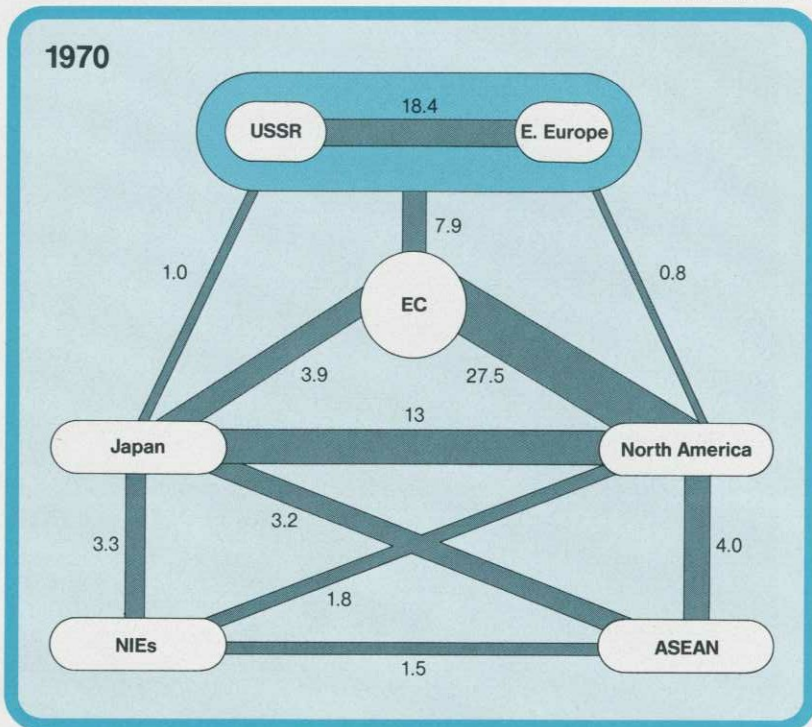 1970
18.4
USSR
E. Europe
7.9
1.0
0.8
EC
3.9
27.5
13
Japan
North America
3.2
3.3
4.0
1.8
NIEs
ASEAN
1.5